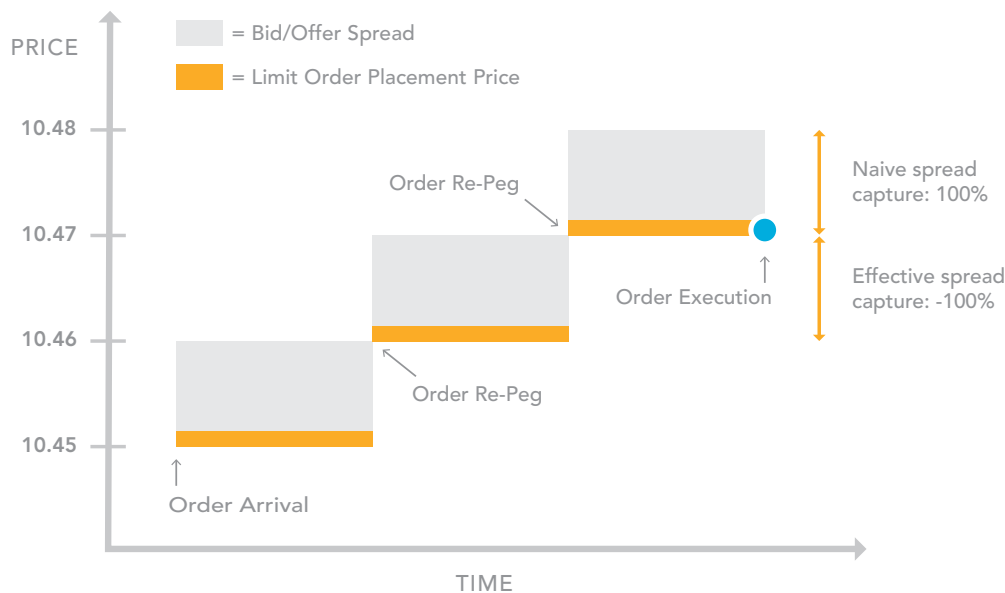 = Bid/Offer Spread
PRICE
= Limit Order Placement Price
10.48
Naive spread
capture: 100%
Order Re-Peg
10.47
Effective spread
capture: -100%
Order Execution
10.46
Order Re-Peg
10.45
Order Arrival
TIME